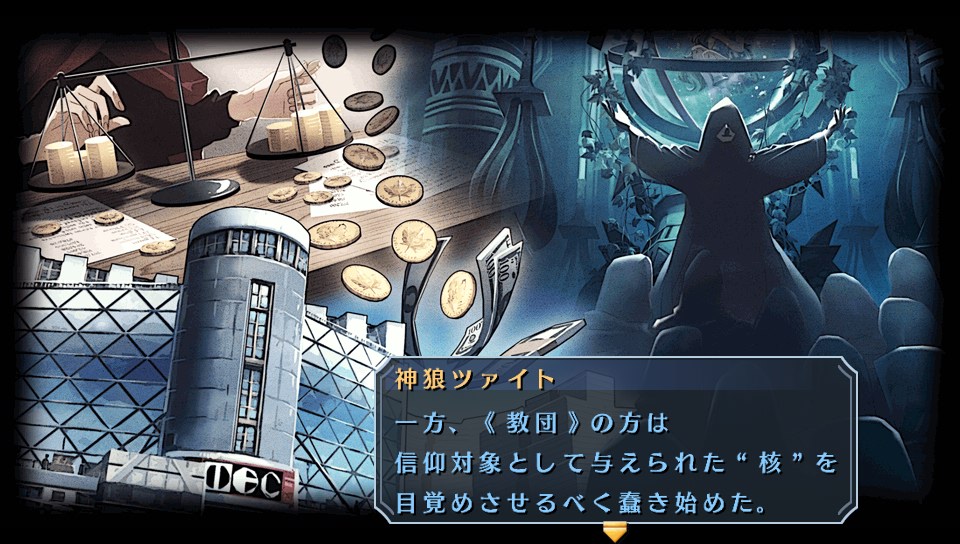 IBC
神狼ツァイト
一方、《教団》の方は
信仰対象として与えられた“核”を
目覚めさせるべく蠢き始めた。